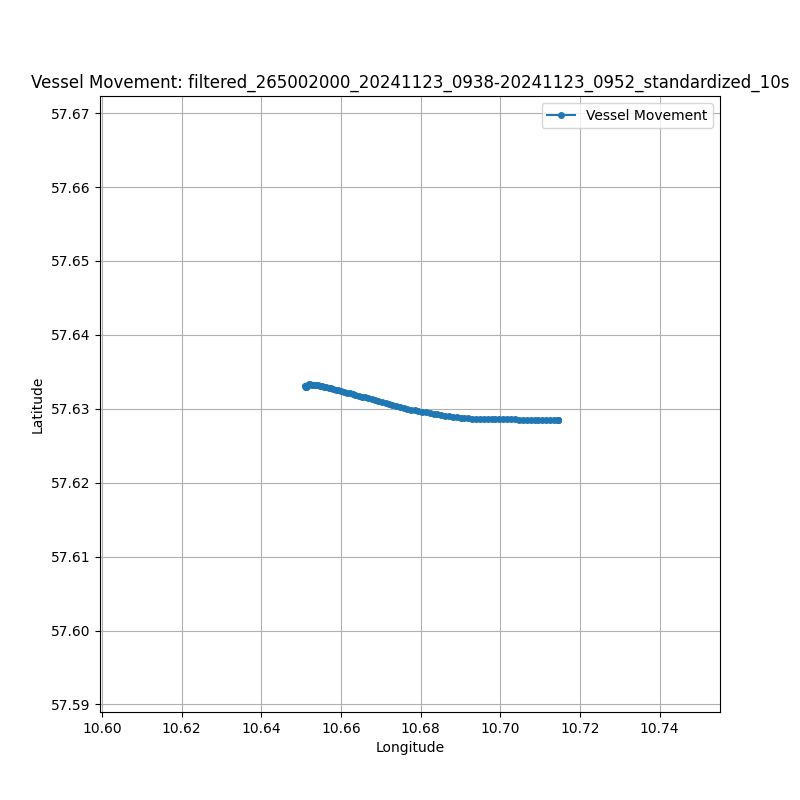 Vessel Movement: filtered_265002000_20241123_0938-20241123_0952_standardized_10s
Vessel Movement
57.67
57.66
57.65
57.64
57.63
57.62
57.61
57.60
57.59
Latitude
10.60 10.62 10.64 10.66 10.68 10.70 10.72 10.74
Longitude